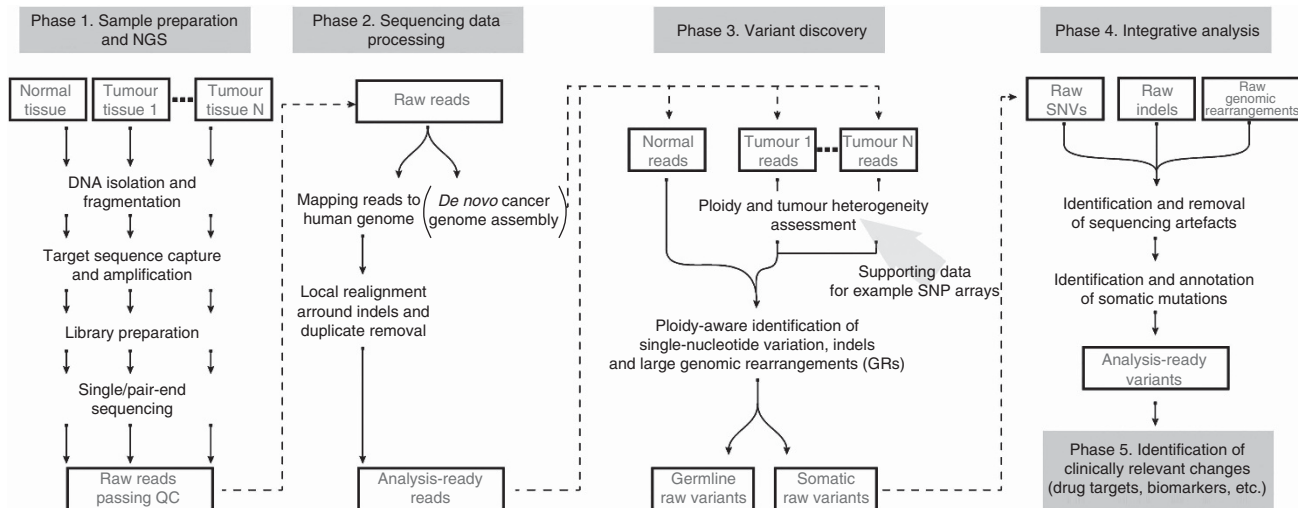 Phase 1. Sample preparation
and NGS
Normal
tissue
Tumour
tissue 1
Tumour
tissue N
DNA isolation and
fragmentation
Target sequence capture
and amplification
Library preparation
Single/pair-end
sequencing
Raw reads
passing QC
Phase 2. Sequencing data
processing
Raw reads
Mapping reads to
human genome
De novo cancer
genome assembly
Local realignment
arround indels and
duplicate removal
Analysis-ready
reads
Phase 3. Variant discovery
Normal
reads
Tumour 1
reads
Tumour N
reads
Ploidy and tumour heterogeneity
assessment
Supporting data
for example SNP arrays
Ploidy-aware identification of
single-nucleotide variation, indels
and large genomic rearrangements (GRs)
Germline
raw variants
Somatic
raw variants
Phase 4. Integrative analysis
Raw
SNVs
Raw
indels
Raw
genomic
rearrangements
Identification and removal
of sequencing artefacts
Identification and annotation
of somatic mutations
Analysis-ready
variants
Phase 5. Identification of
clinically relevant changes
(drug targets, biomarkers, etc.)